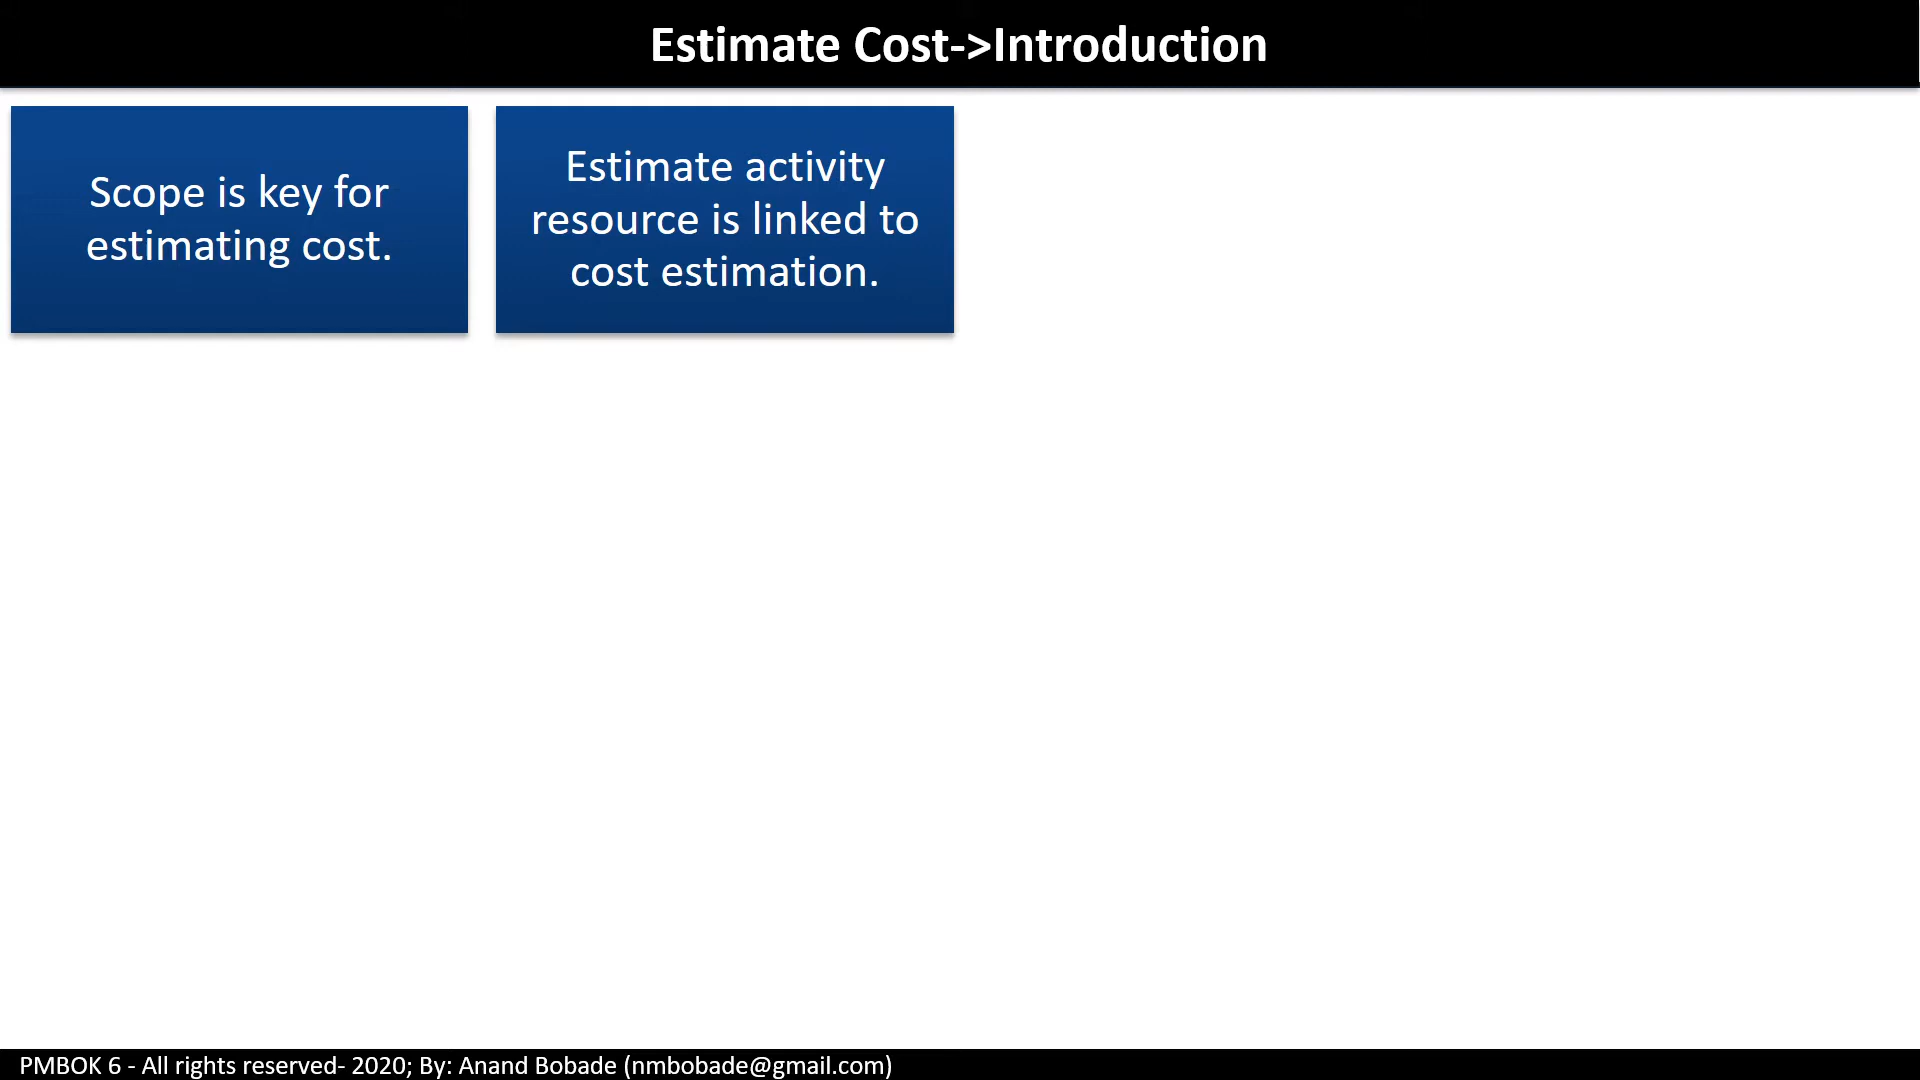 Estimate Cost->Introduction
Scope is key for
estimating cost.
Estimate activity
resource is linked to
cost estimation.
PMBOK 6 - All rights reserved- 2020; By: Anand Bobade (nmbobade@gmail.com)